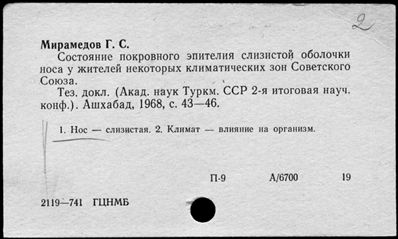 2
Мирамедов Г. С.
Состояние покровного эпителия слизистой оболочки
носа у жителей некоторых климатических зон Советского
Союза.
Тез. докл. (Акад. наук Туркм. ССР 2-я итоговая науч.
конф.). Ашхабад, 1968, с. 43—46.
1. Нос — слизистая. 2. Климат — влияние на организм.
П-9 А/6700 19
2119—741 ГЦНМБ